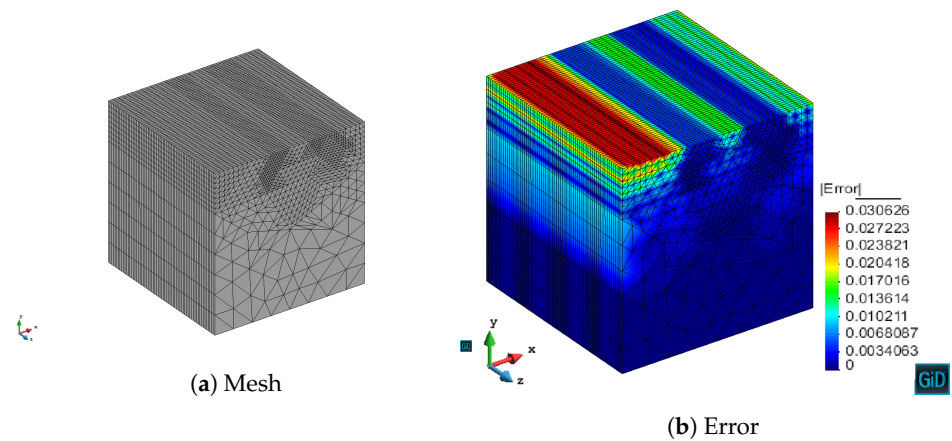 |Error|
0.030626
0.027223
0.023821
0.020418
0.017016
0.013614
0.010211
0.0068087
0.0034063
0
y
x
z
y
x
z
GiD
GiD
(a) Mesh
(b) Error